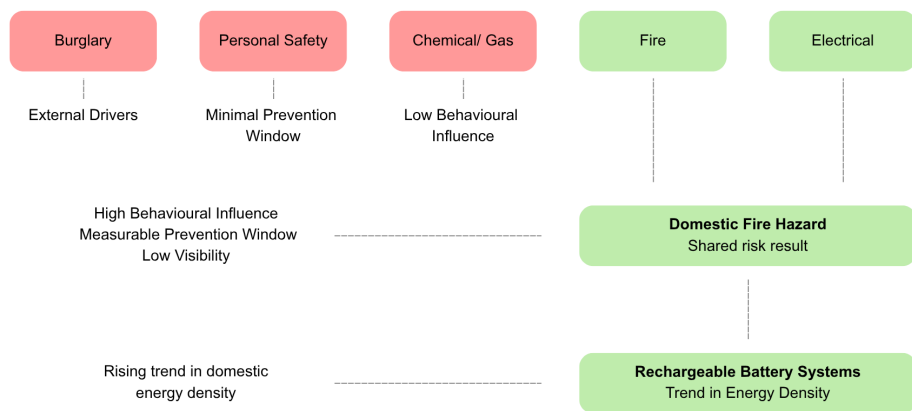 Burglary
Personal Safety
Chemical/ Gas
Fire
Electrical
External Drivers
Minimal Prevention
Window
Low Behavioural
Influence
High Behavioural Influence
Measurable Prevention Window
Low Visibility
Domestic Fire Hazard
Shared risk result
Rising trend in domestic
energy density
Rechargeable Battery Systems
Trend in Energy Density